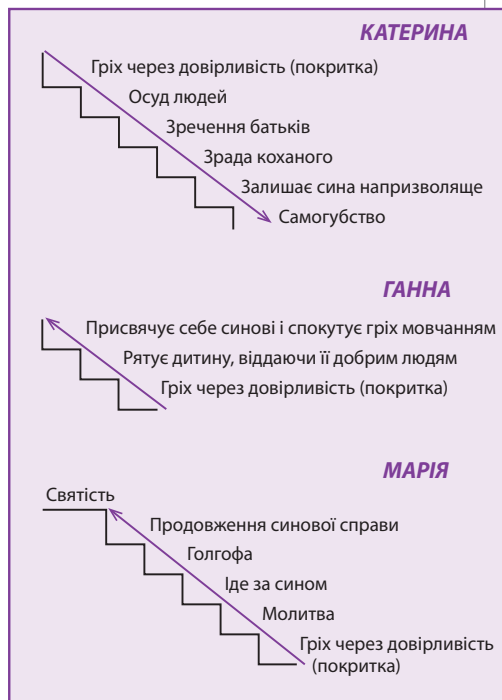 КАТЕРИНА
Гріх через довірливість (покритка)
Осуд людей
Зречення батьків
Зрада коханого
Залишає сина напризволяще
Самогубство
ГАННА
Присвячує себе синові і спокутує гріх мовчанням
Рятує дитину, віддаючи її добрим людям
Гріх через довірливість (покритка)
МАРІЯ
Святість
Продовження синової справи
Голгофа
Іде за сином
Молитва
Гріх через довірливість
(покритка)